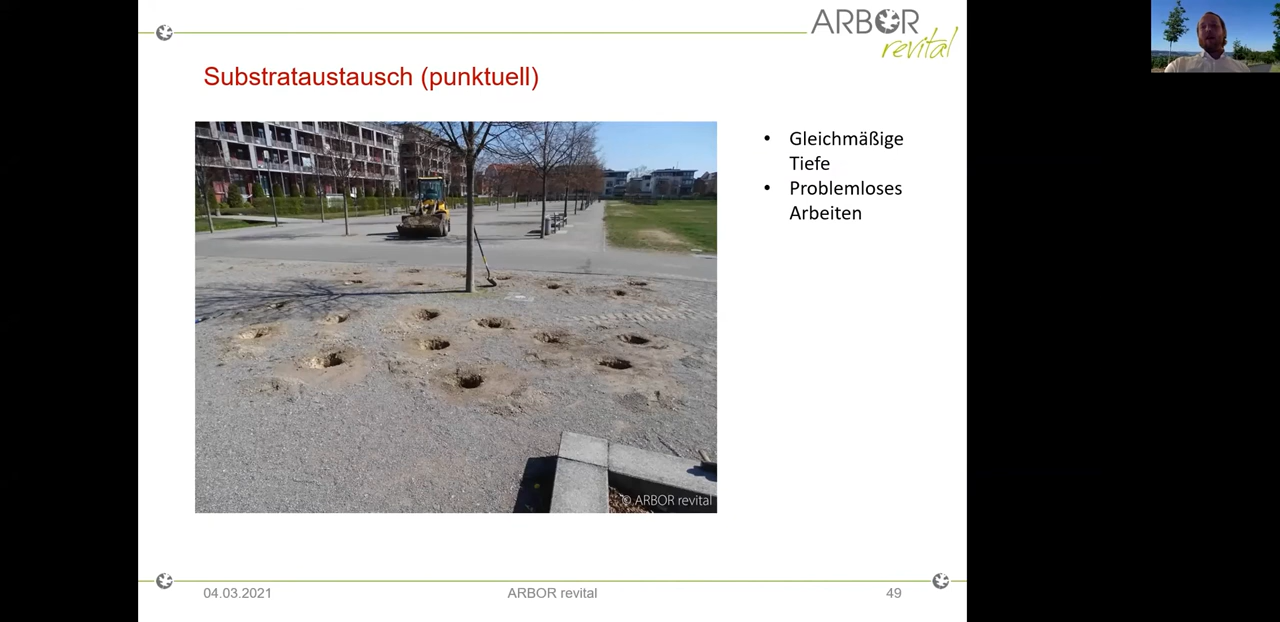 ARBOR
revital
Substrataustausch (punktuell)
• Gleichmäßige
Tiefe
• Problemloses
Arbeiten
© ARBOR revital
04.03.2021 ARBOR revital 49